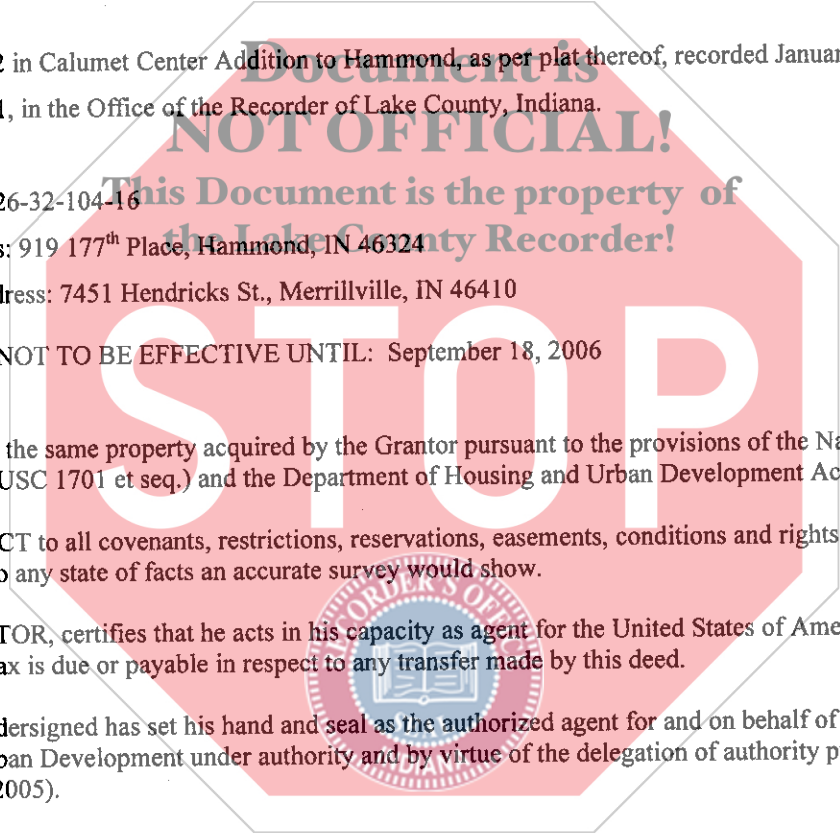 2 in Calumet Center Addition to Hammond, as per plat thereof, recorded Januar
Document is
1, in the Office of the Recorder of Lake County, Indiana.
NOT OFFICIAL!
26-32-104-16
This Document is the property of
s: 919 177th Place, Hammond, IN 46324
the Lake County Recorder!
dress: 7451 Hendricks St., Merrillville, IN 46410
STOP
NOT TO BE EFFECTIVE UNTIL: September 18, 2006
the same property acquired by the Grantor pursuant to the provisions of the Na
USC 1701 et seq.) and the Department of Housing and Urban Development Ac
CT to all covenants, restrictions, reservations, easements, conditions and rights
o any state of facts an accurate survey would show.
RECORDER'S OFFICE
TOR, certifies that he acts in his capacity as agent for the United States of Ame
ax is due or payable in respect to any transfer made by this deed.
SEAL
dersigned has set his hand and seal as the authorized agent for and on behalf of
ban Development under authority and by virtue of the delegation of authority p
INDIANA
2005).